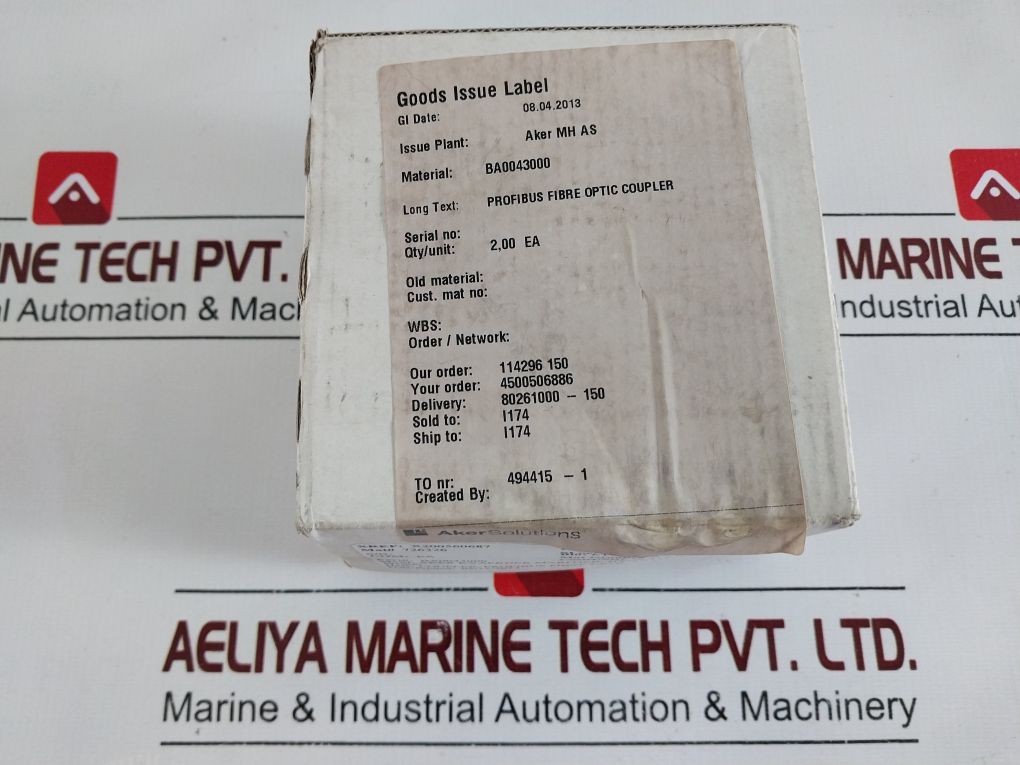 Goods Issue Label
GI Date: 08.04.2013
Issue Plant: Aker MH AS
Material: BA0043000
Long Text: PROFIBUS FIBRE OPTIC COUPLER
Serial no:
Qty/unit: 2,00 EA
Old material:
Cust. mat no:
WBS:
Order / Network:
Our order: 114296 150
Your order: 4500506886
Delivery: 80261000 – 150
Sold to: I174
Ship to: I174
TO nr: 494415 – 1
Created By:
AkerSolutions
NE TECH PVT.
l Automation & Mac
MARINE T
Industrial Aut
AELIYA MARINE TECH PVT. LTD.
Marine & Industrial Automation & Machinery